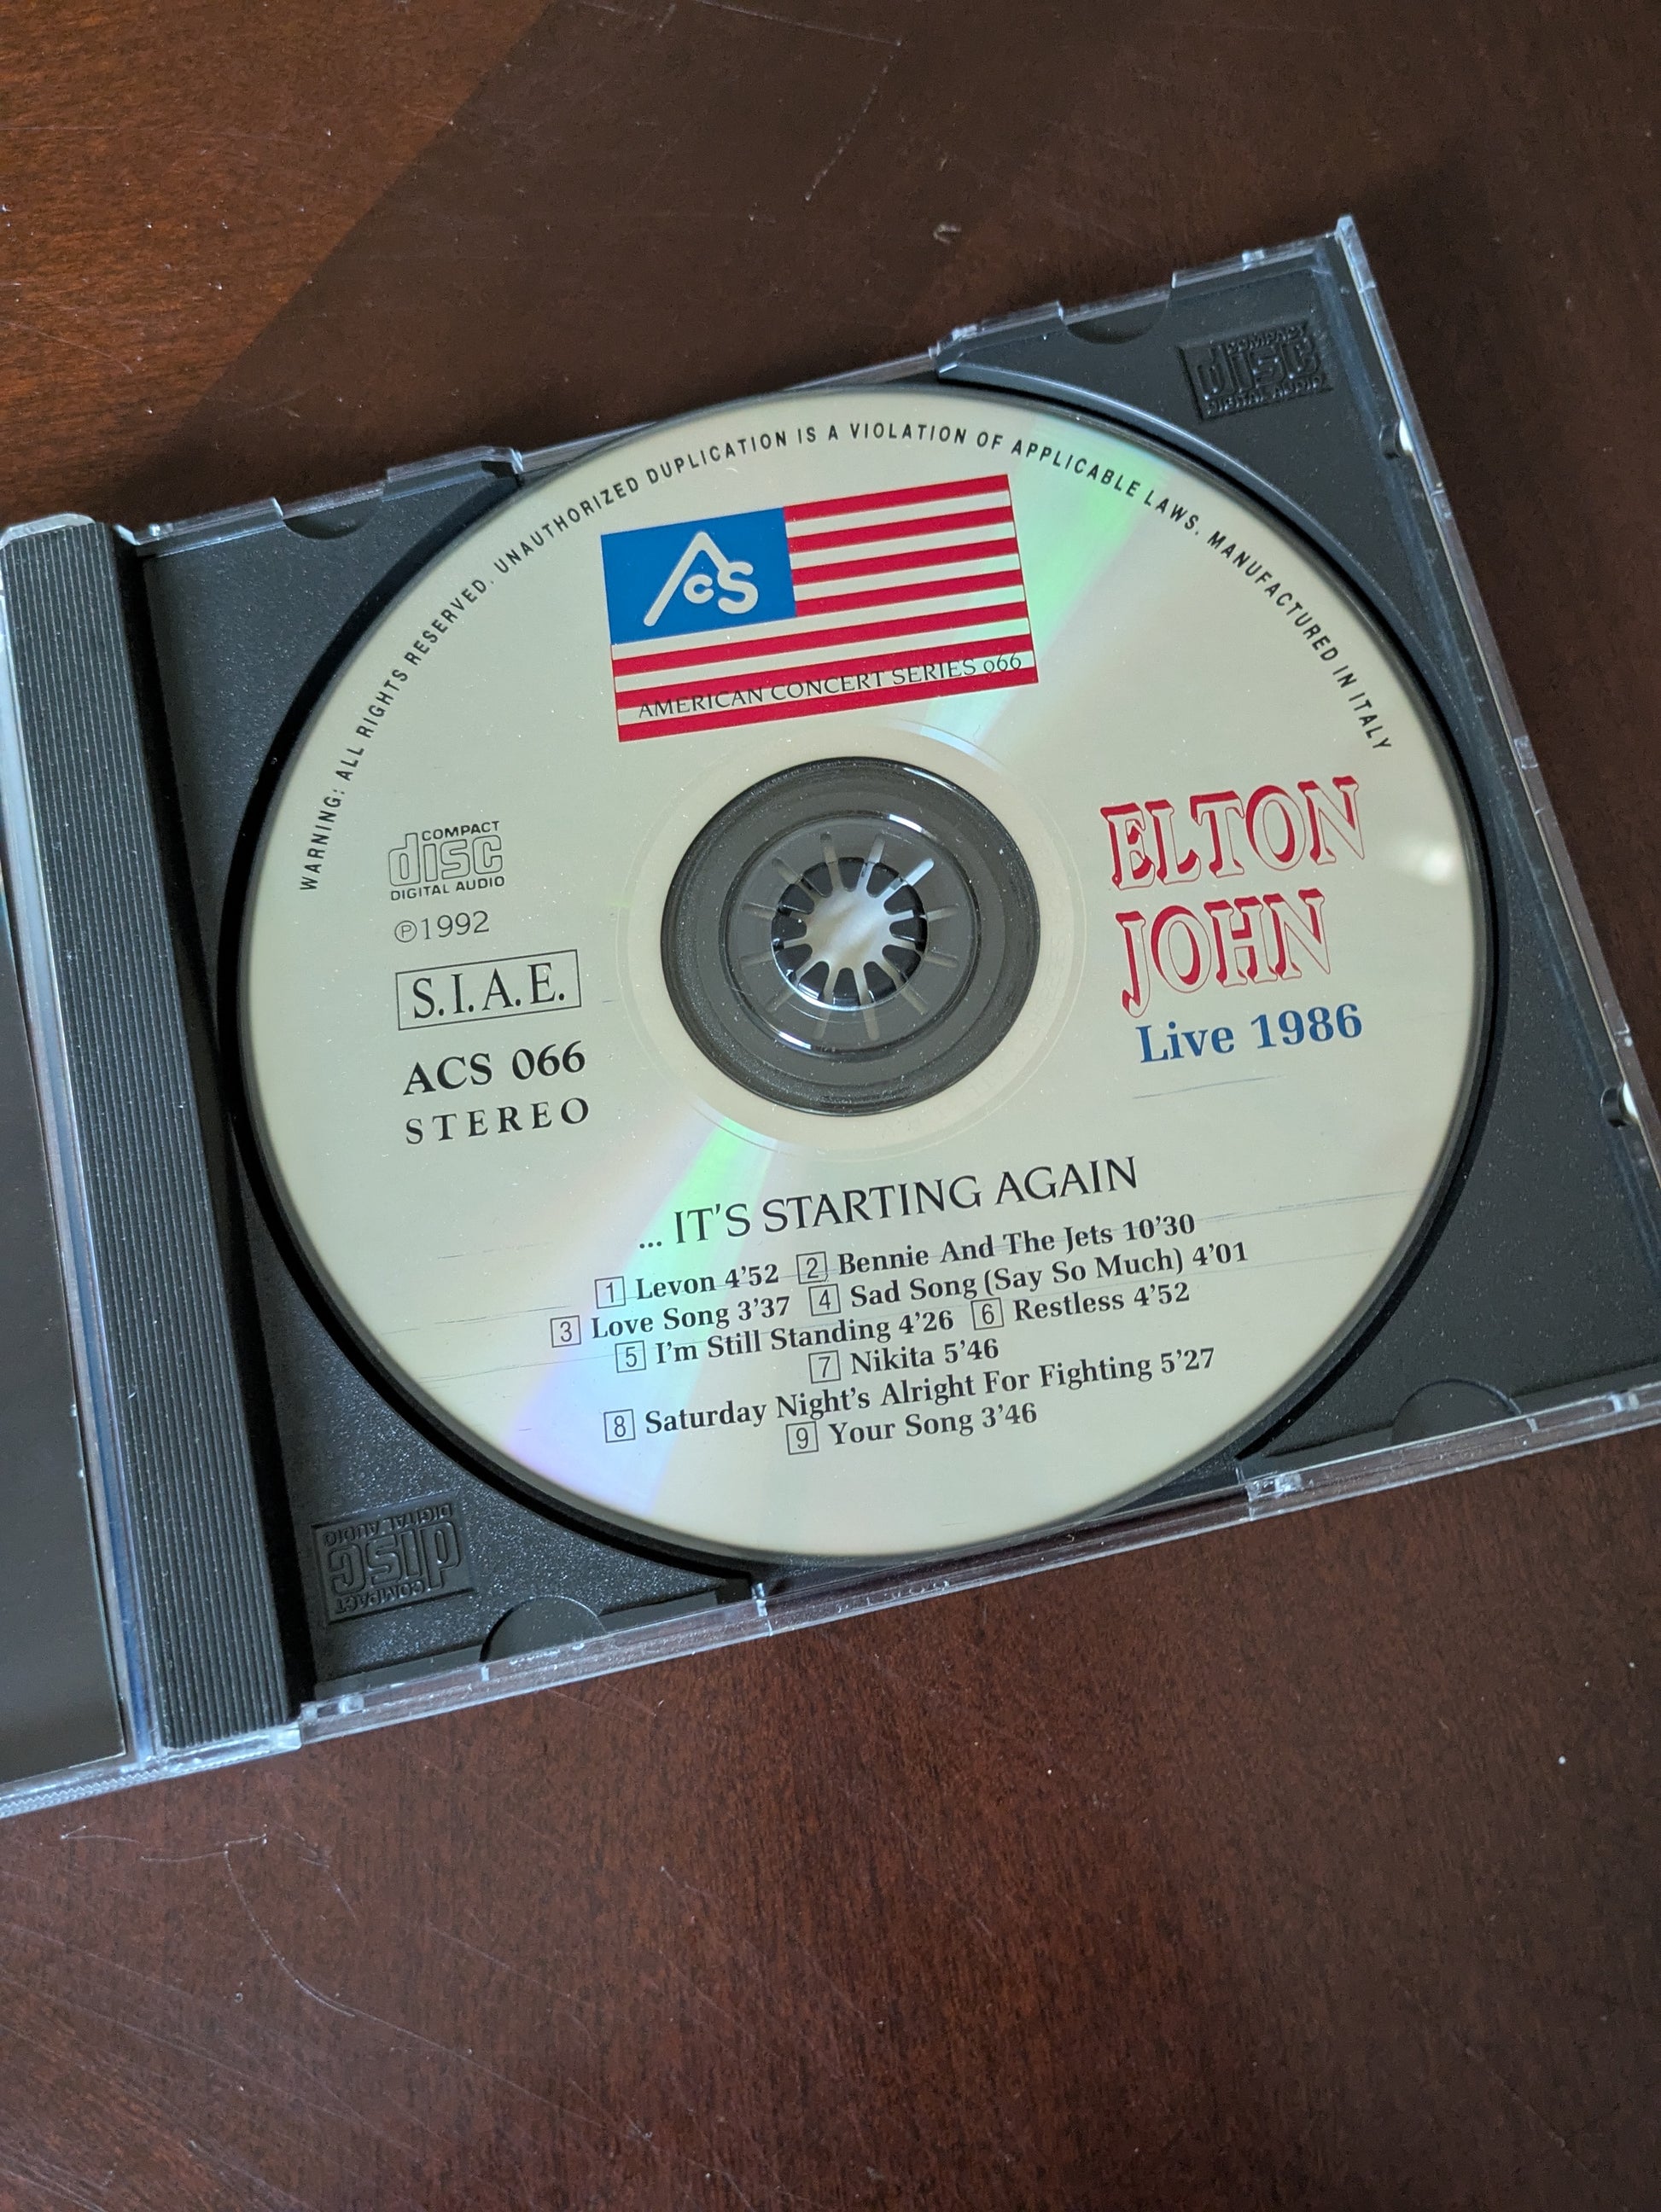 COMPACT
disc
DIGITAL AUDIO
WARNING: ALL RIGHTS RESERVED. UNAUTHORIZED DUPLICATION IS A VIOLATION OF APPLICABLE LAWS. MANUFACTURED IN ITALY
ACS
AMERICAN CONCERT SERIES 066
COMPACT
disc
DIGITAL AUDIO
℗1992
S.I.A.E.
ACS 066
STEREO
ELTON
JOHN
Live 1986
... IT'S STARTING AGAIN
1 Levon 4'52 2 Bennie And The Jets 10'30
3 Love Song 3'37 4 Sad Song (Say So Much) 4'01
5 I'm Still Standing 4'26 6 Restless 4'52
7 Nikita 5'46
8 Saturday Night's Alright For Fighting 5'27
9 Your Song 3'46
COMPACT
disc
DIGITAL AUDIO